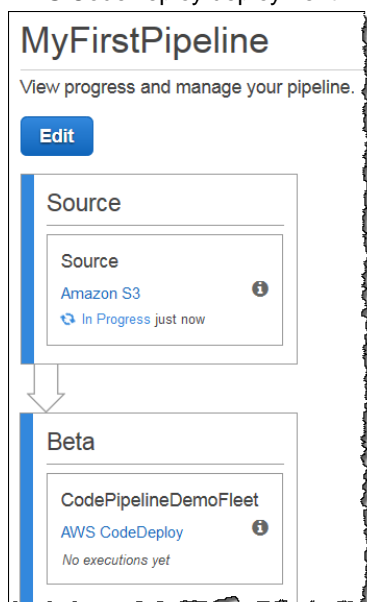 MyFirstPipeline
View progress and manage your pipeline.
Edit
Source
Source
Amazon S3
In Progress just now
Beta
CodePipelineDemoFleet
AWS CodeDeploy
No executions yet